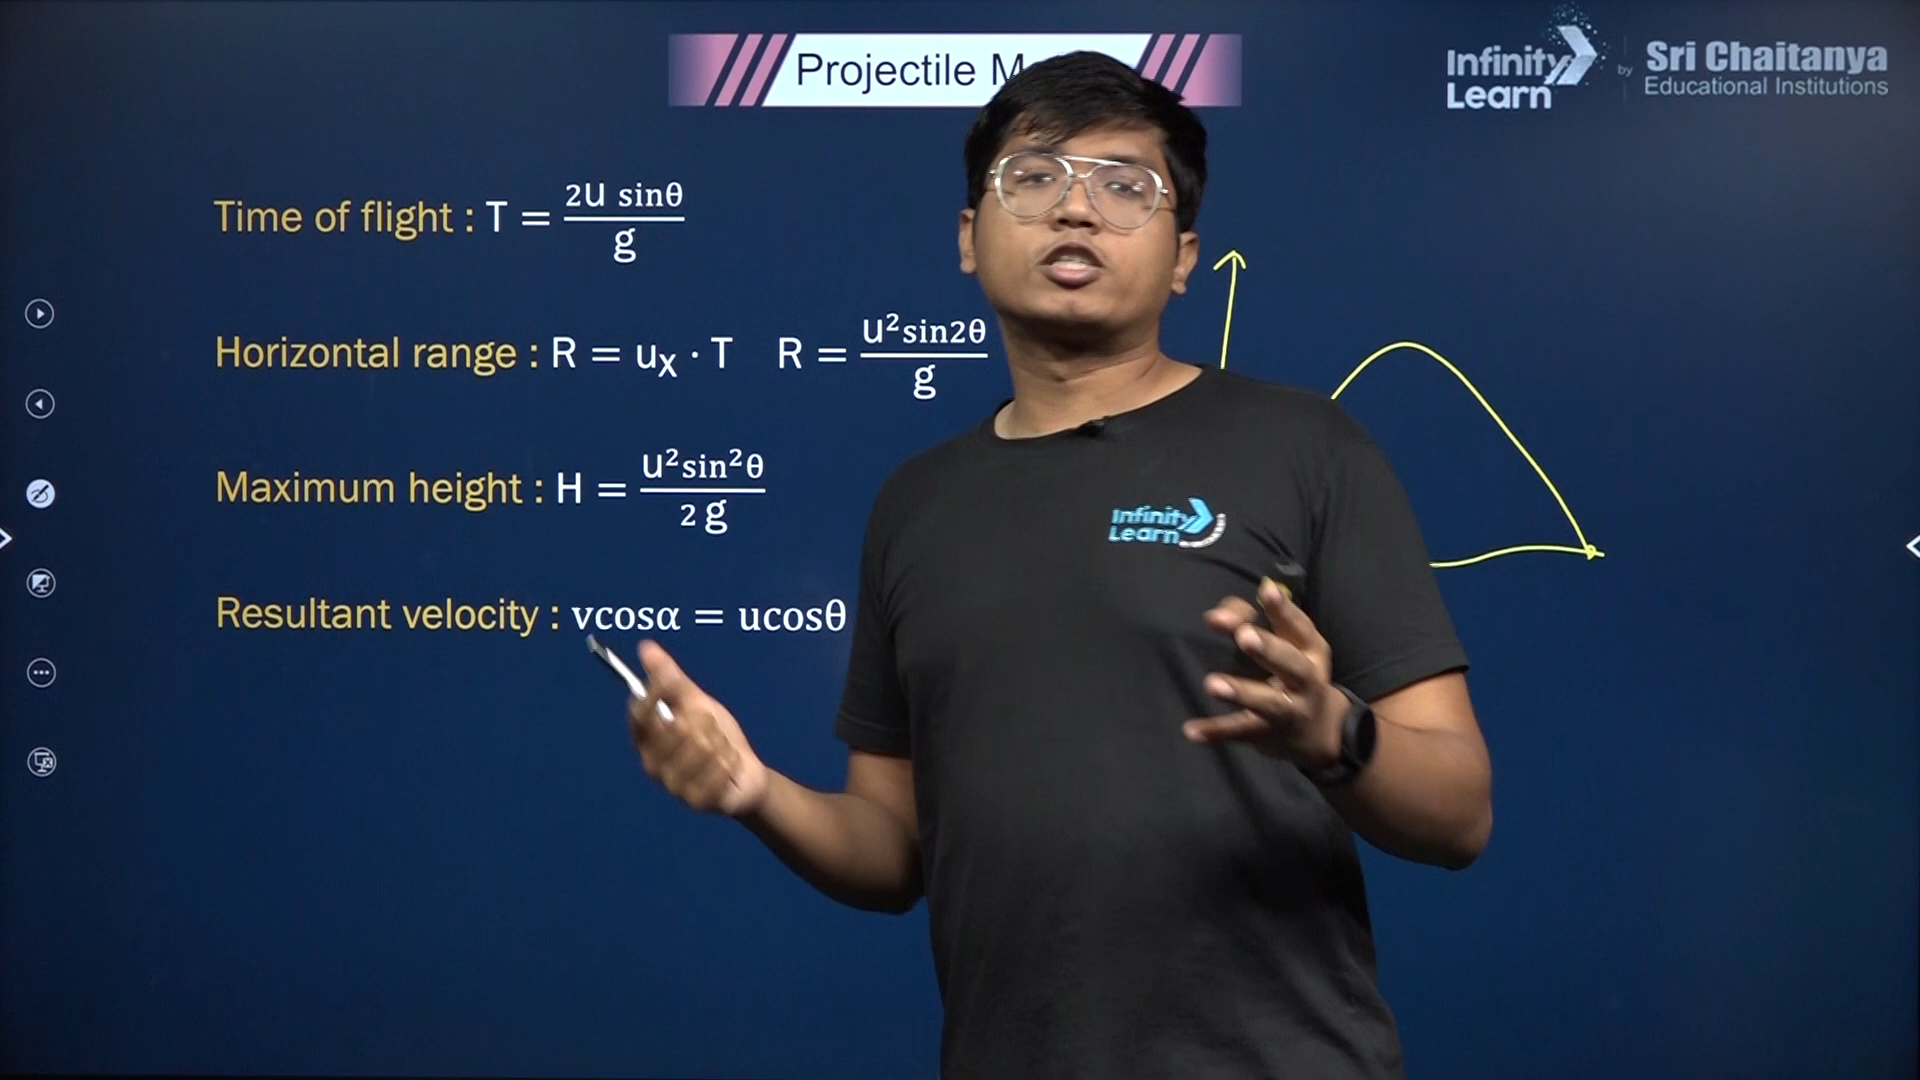 Projectile M
Infinity Learn by Sri Chaitanya Educational Institutions
Time of flight : T = 2U sinθ / g
Horizontal range : R = uₓ · T R = U²sin2θ / g
Maximum height : H = U²sin²θ / 2 g
Resultant velocity : vcosα = ucosθ
Infinity
Learn